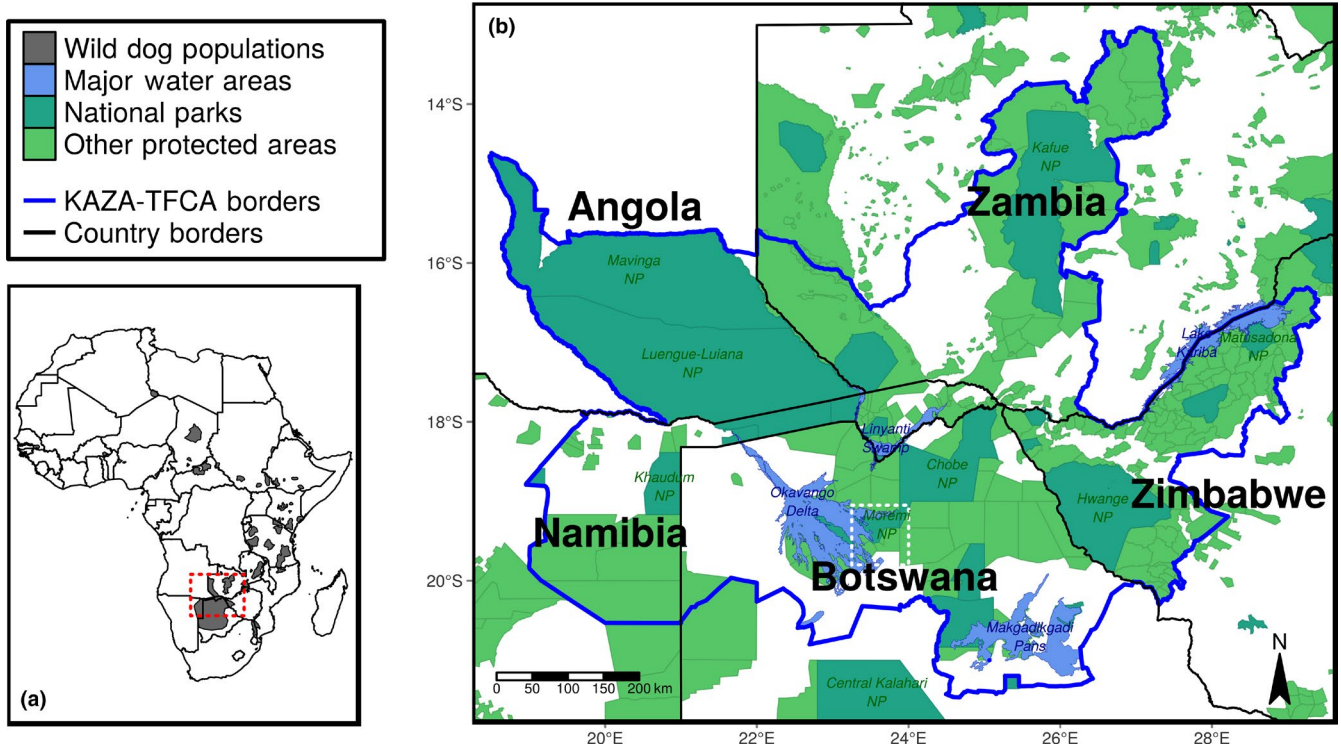 Wild dog populations
Major water areas
National parks
Other protected areas
KAZA-TFCA borders
Country borders
(a)
(b)
14°S
16°S
18°S
20°S
Angola
Zambia
Kafue
NP
Mavinga
NP
Luengue-Luiana
NP
Lake
Kariba
Matusadona
NP
Linyanti
Swamp
Khaudum
NP
Chobe
NP
Okavango
Delta
Moremi
NP
Hwange
NP
Zimbabwe
Namibia
Botswana
Makgadikgadi
Pans
Central Kalahari
NP
N
0 50 100 150 200 km
20°E 22°E 24°E 26°E 28°E